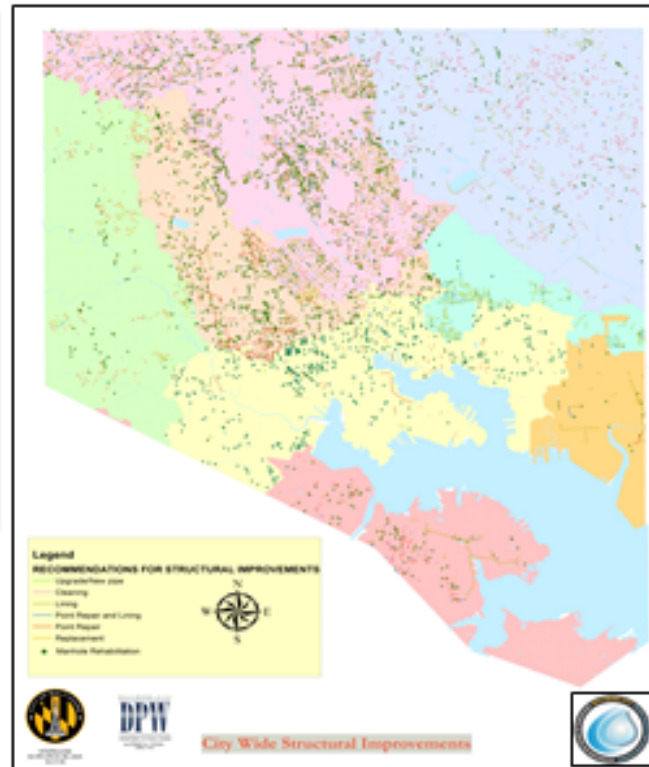 Legend
RECOMMENDATIONS FOR STRUCTURAL IMPROVEMENTS
Upgrade/New pipe
Cleaning
Lining
Point Repair and Lining
Point Repair
Replacement
Manhole Rehabilitation
N
W E
S
DPW
City Wide Structural Improvements